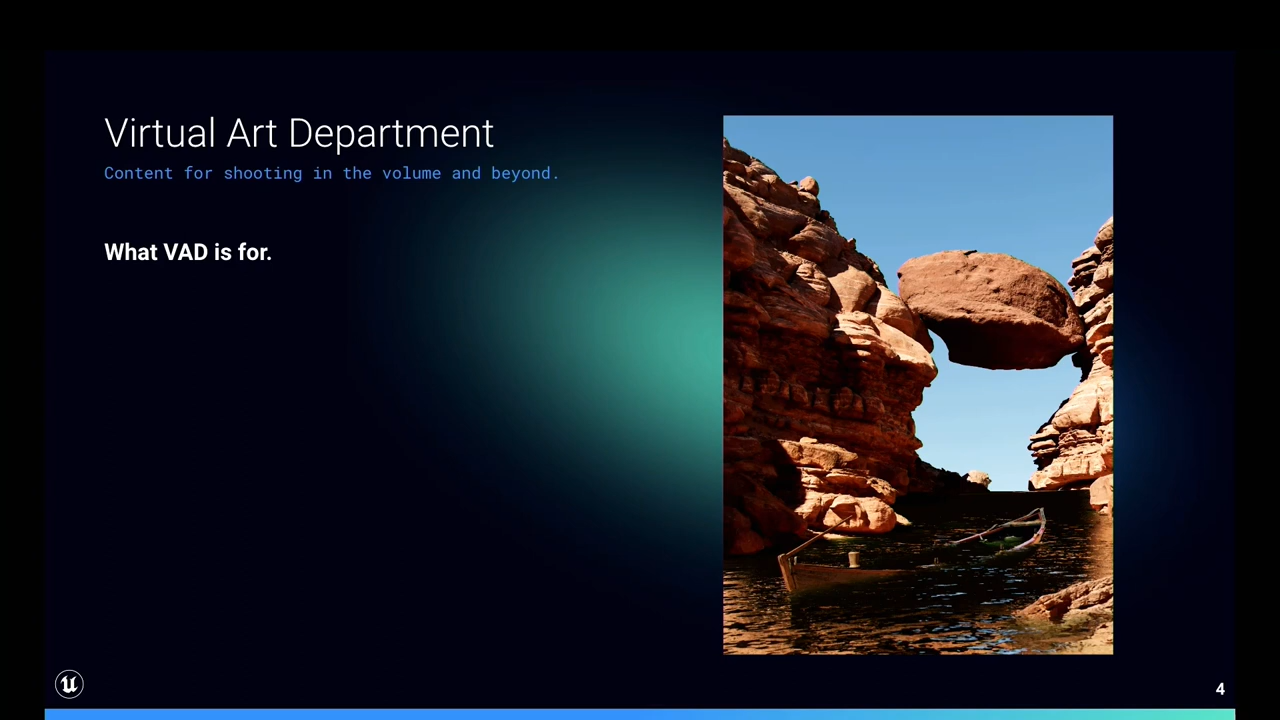 Virtual Art Department
Content for shooting in the volume and beyond.
What VAD is for.
4